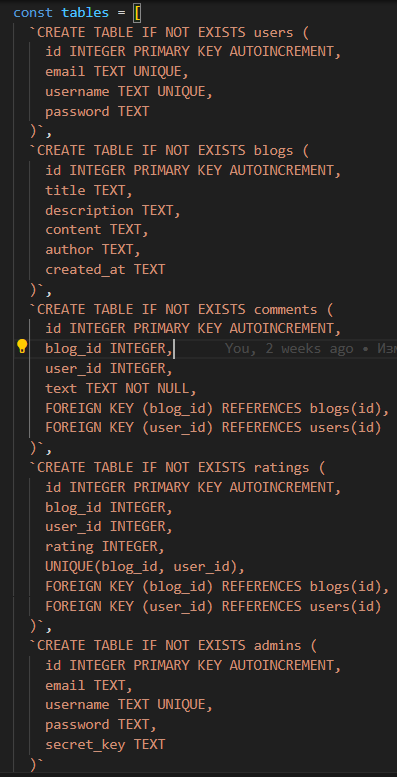 const tables = [
`CREATE TABLE IF NOT EXISTS users (
id INTEGER PRIMARY KEY AUTOINCREMENT,
email TEXT UNIQUE,
username TEXT UNIQUE,
password TEXT
)`,
`CREATE TABLE IF NOT EXISTS blogs (
id INTEGER PRIMARY KEY AUTOINCREMENT,
title TEXT,
description TEXT,
content TEXT,
author TEXT,
created_at TEXT
)`,
`CREATE TABLE IF NOT EXISTS comments (
id INTEGER PRIMARY KEY AUTOINCREMENT,
blog_id INTEGER, You, 2 weeks ago • Изм
user_id INTEGER,
text TEXT NOT NULL,
FOREIGN KEY (blog_id) REFERENCES blogs(id),
FOREIGN KEY (user_id) REFERENCES users(id)
)`,
`CREATE TABLE IF NOT EXISTS ratings (
id INTEGER PRIMARY KEY AUTOINCREMENT,
blog_id INTEGER,
user_id INTEGER,
rating INTEGER,
UNIQUE(blog_id, user_id),
FOREIGN KEY (blog_id) REFERENCES blogs(id),
FOREIGN KEY (user_id) REFERENCES users(id)
)`,
`CREATE TABLE IF NOT EXISTS admins (
id INTEGER PRIMARY KEY AUTOINCREMENT,
email TEXT,
username TEXT UNIQUE,
password TEXT,
secret_key TEXT
)`